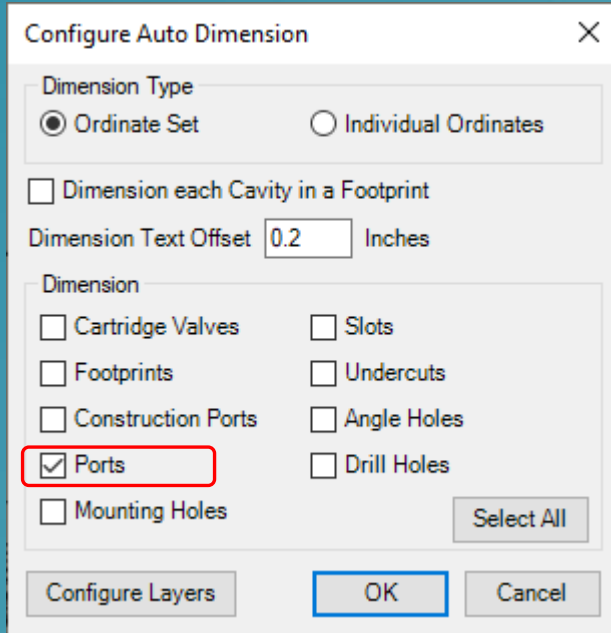 Configure Auto Dimension
Dimension Type
Ordinate Set Individual Ordinates
Dimension each Cavity in a Footprint
Dimension Text Offset 0.2 Inches
Dimension
Cartridge Valves Slots
Footprints Undercuts
Construction Ports Angle Holes
Ports Drill Holes
Mounting Holes
Select All
Configure Layers OK Cancel